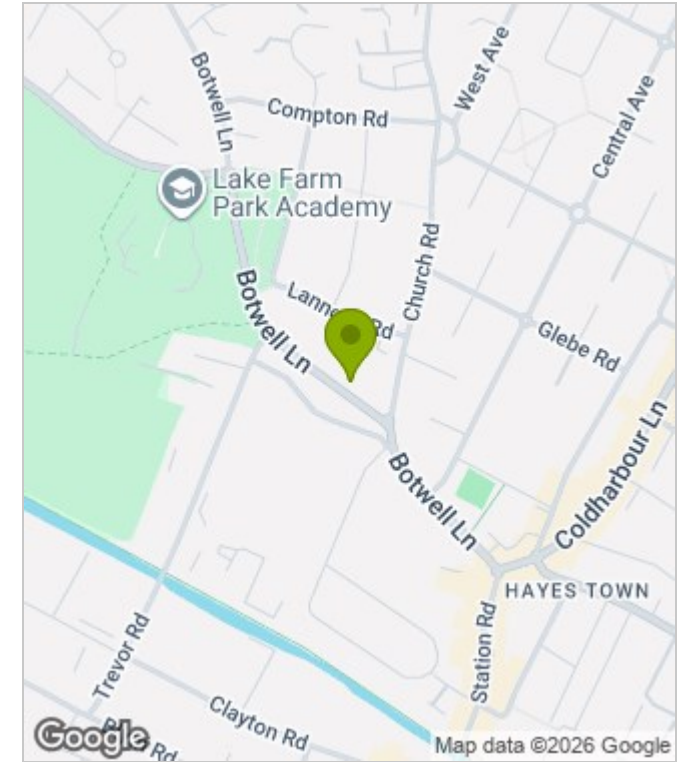 Botwell Ln
West Ave
Compton Rd
Central Ave
Lake Farm
Park Academy
Church Rd
Botwell Ln
Glebe Rd
Botwell Ln
Coldharbour Ln
HAYES TOWN
Station Rd
Trevor Rd
Clayton Rd
Rd
Google
Map data ©2026 Google